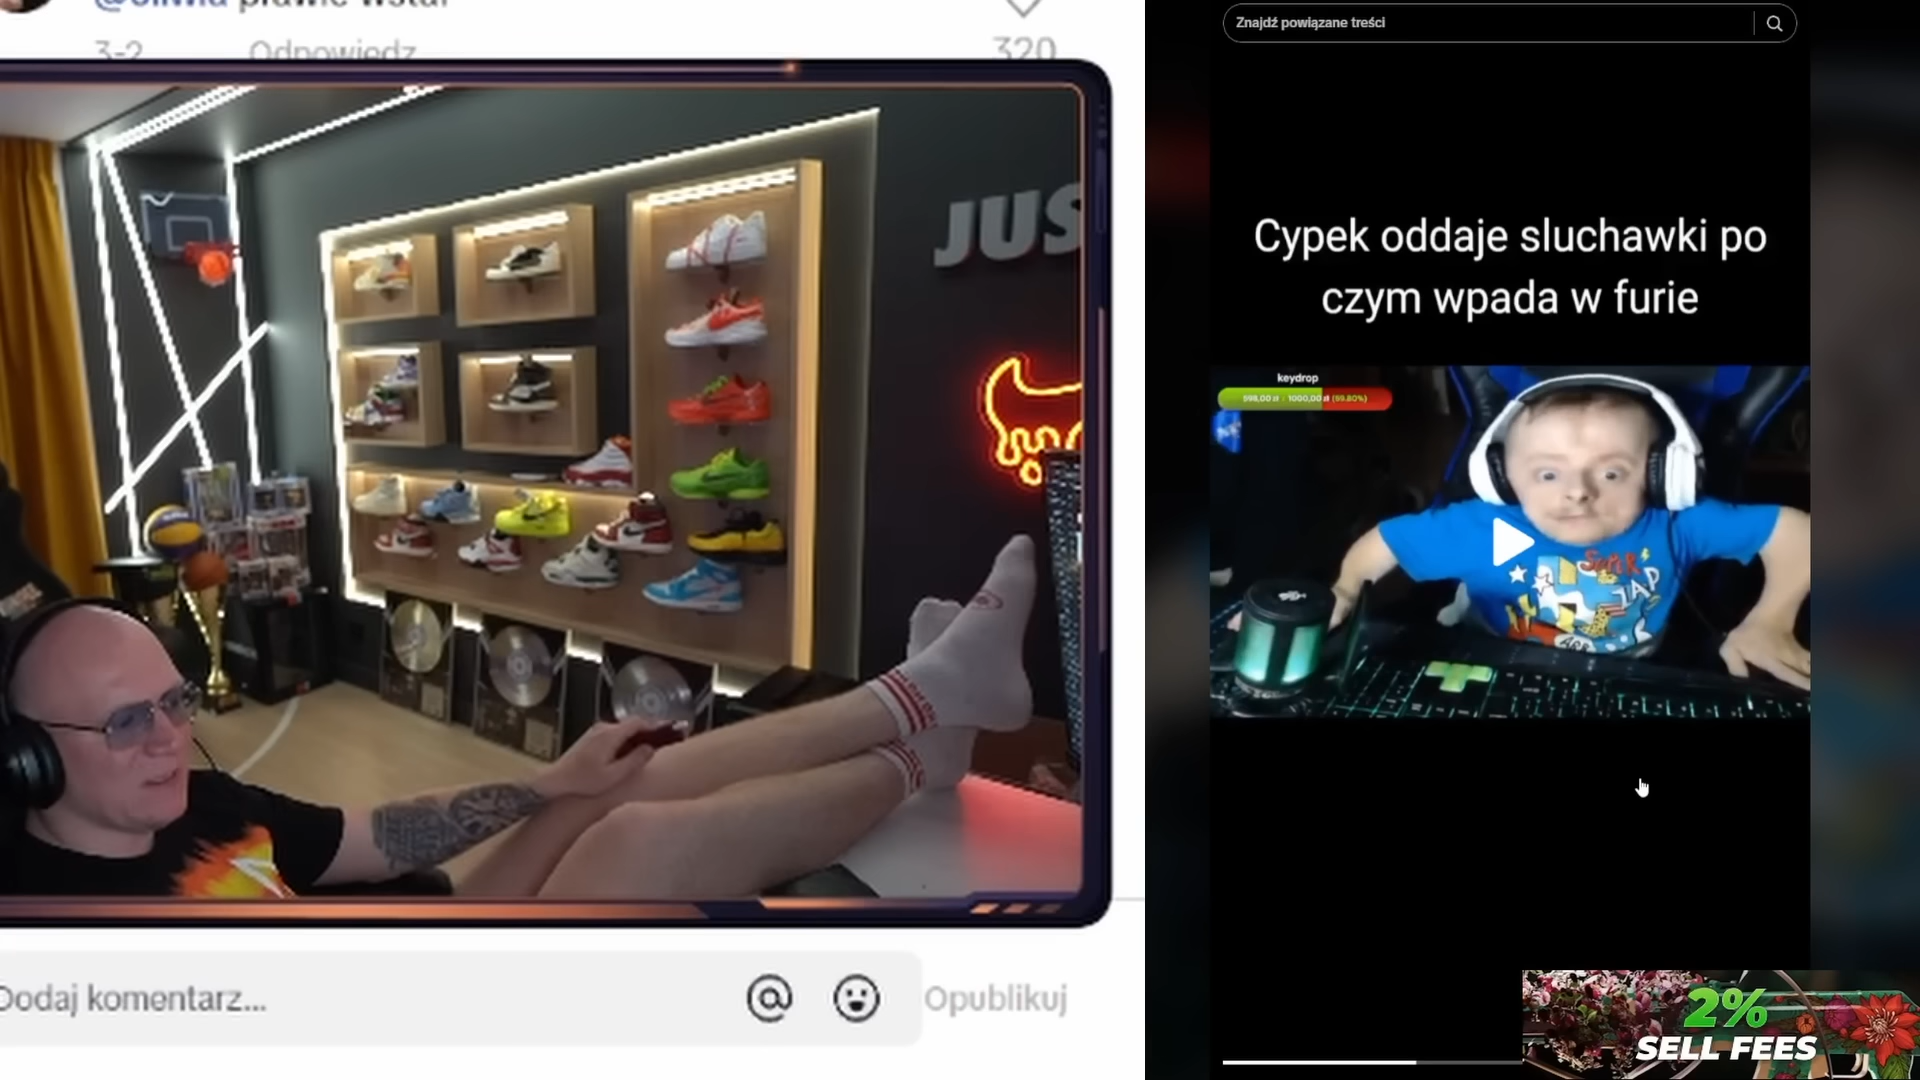 3-2 Odpowiedz
320
JUS
Dodaj komentarz...
Opublikuj
Znajdź powiązane treści
Cypek oddaje sluchawki po
czym wpada w furie
keydrop
2%
SELL FEES